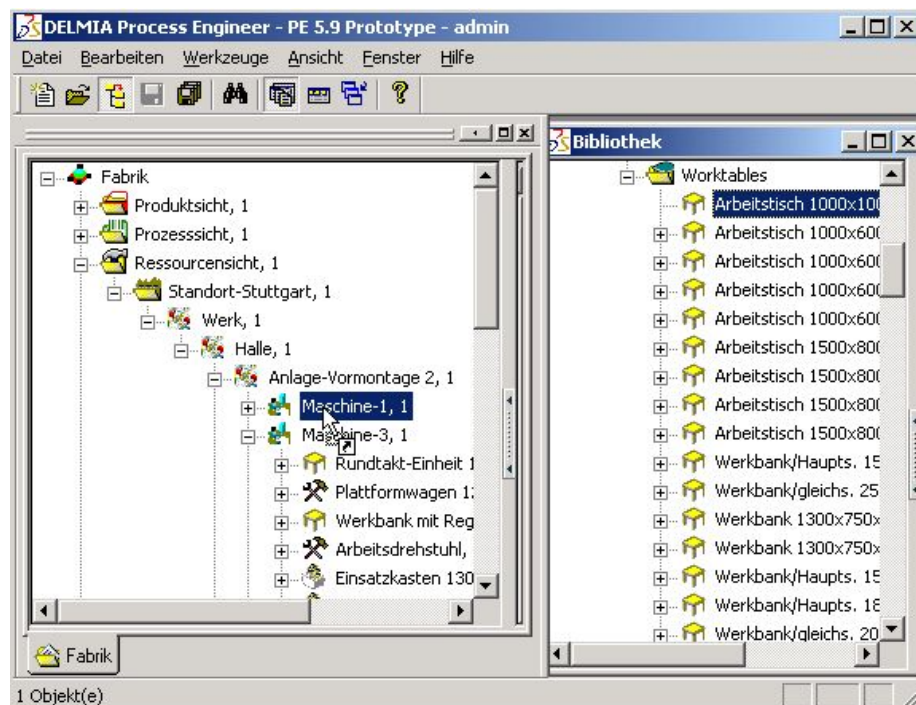 DELMIA Process Engineer - PE 5.9 Prototype - admin
Datei Bearbeiten Werkzeuge Ansicht Fenster Hilfe
Fabrik
Produktsicht, 1
Prozesssicht, 1
Ressourcensicht, 1
Standort-Stuttgart, 1
Werk, 1
Halle, 1
Anlage-Vormontage 2, 1
Maschine-1, 1
Maschine-3, 1
Rundtakt-Einheit 1
Plattformwagen 12
Werkbank mit Reg
Arbeitsdrehstuhl,
Einsatzkasten 130
Fabrik
1 Objekt(e)
Bibliothek
Worktables
Arbeitstisch 1000x100
Arbeitstisch 1000x600
Arbeitstisch 1000x600
Arbeitstisch 1000x600
Arbeitstisch 1000x600
Arbeitstisch 1500x800
Arbeitstisch 1500x800
Arbeitstisch 1500x800
Arbeitstisch 1500x800
Werkbank/Haupts. 15
Werkbank/gleichs. 25
Werkbank 1300x750x
Werkbank 1300x750x
Werkbank/Haupts. 15
Werkbank/Haupts. 18
Werkbank/gleichs. 20